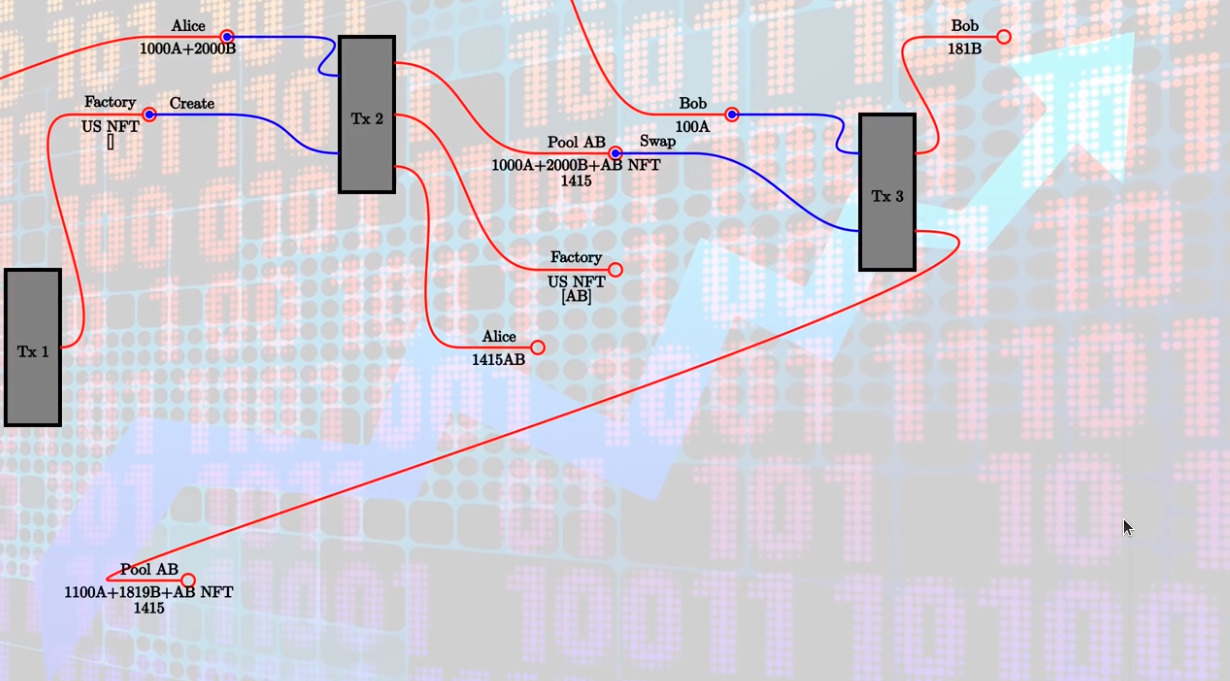 Alice
1000A+2000B
Factory
Create
US NFT
[]
Tx 1
Tx 2
Pool AB
Swap
1000A+2000B+AB NFT
1415
Factory
US NFT
[AB]
Alice
1415AB
Bob
100A
Tx 3
Bob
181B
Pool AB
1100A+1819B+AB NFT
1415